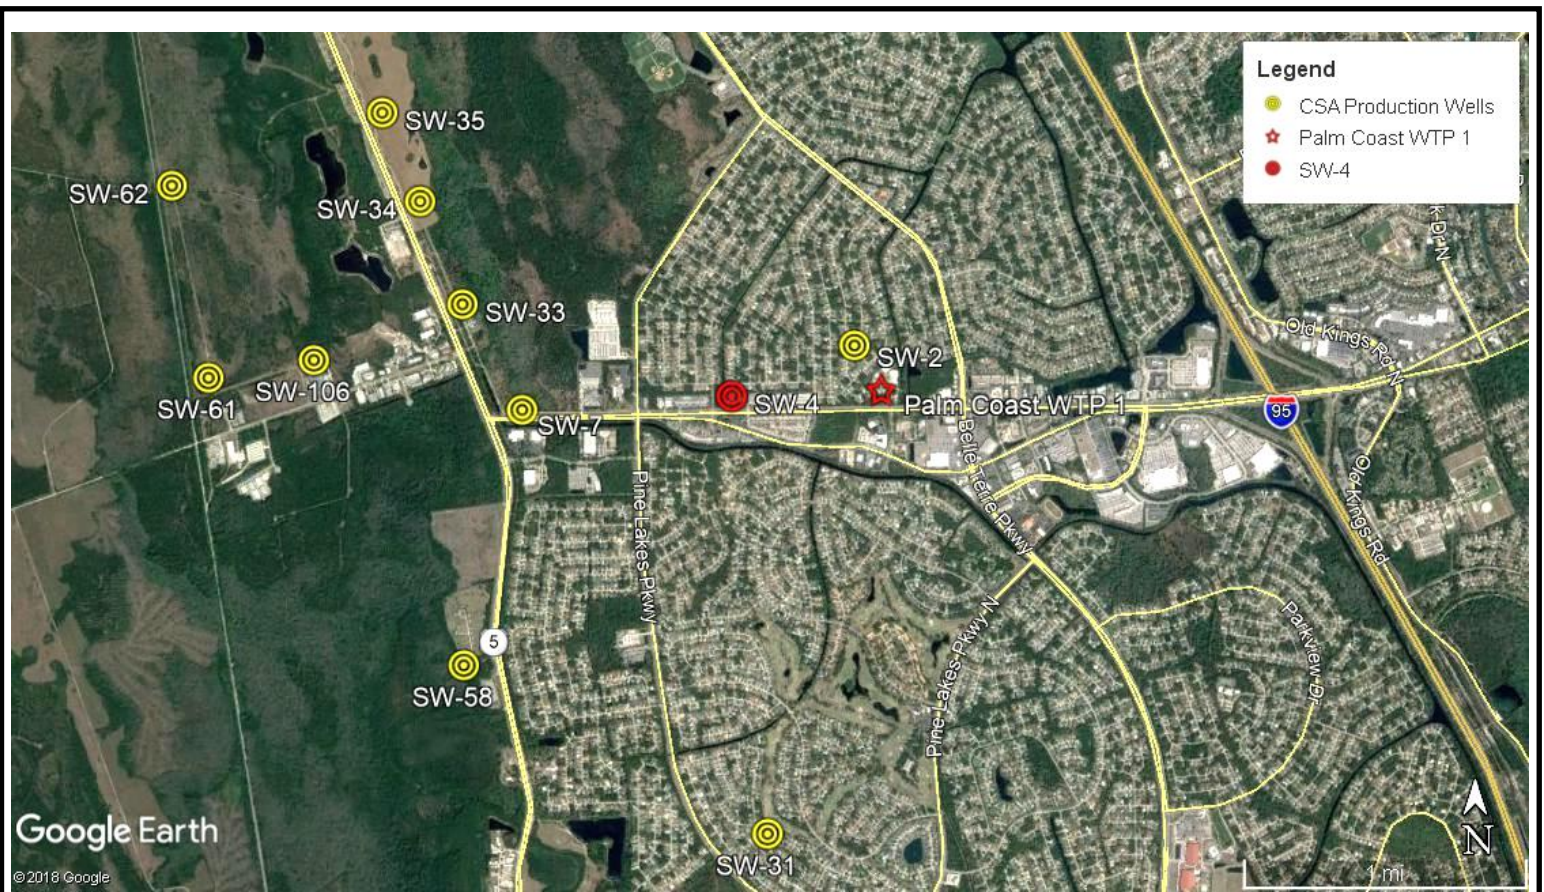 Legend
CSA Production Wells
Palm Coast WTP 1
SW-4
SW-35
SW-62
SW-34
SW-33
SW-106
SW-61
SW-7
SW-2
SW-4
Palm Coast WTP 1
Old Kings Rd N
k Dr N
95
Belle Terre Pkwy
Pine Lakes Pkwy
Old Kings Rd
5
SW-58
Pine Lakes Pkwy N
Parkview Dr
SW-31
Google Earth
© 2018 Google
N
1 mi